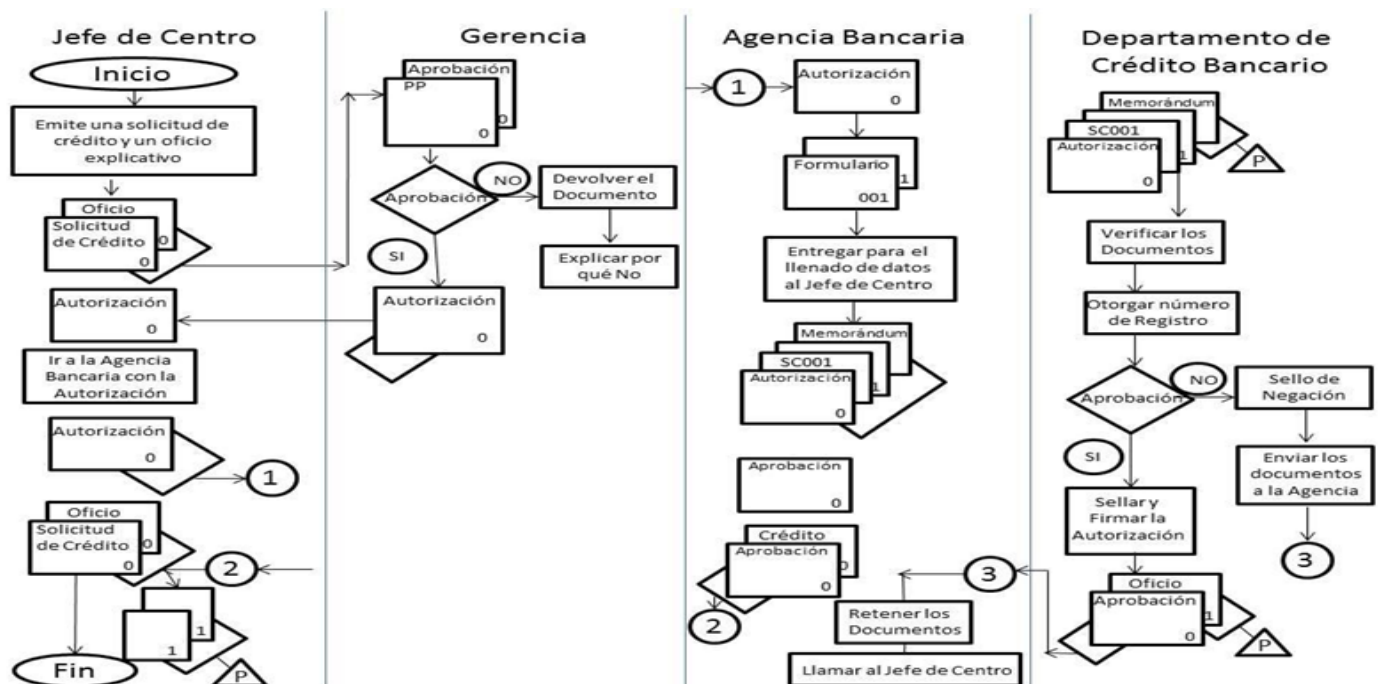 Jefe de Centro
Inicio
Emite una solicitud de
crédito y un oficio
explicativo
Oficio
0
Solicitud
de Crédito
0
Autorización
0
Ir a la Agencia
Bancaria con la
Autorización
Autorización
0
1
Oficio
0
Solicitud
de Crédito
0
2
1
1
P
Fin
Gerencia
Aprobación
0
PP
0
Aprobación
NO
Devolver el
Documento
Explicar por
qué No
SI
Autorización
0
Agencia Bancaria
1
Autorización
0
1
Formulario
001
Entregar para el
llenado de datos
al Jefe de Centro
Memorándum
SC001
1
Autorización
0
Aprobación
0
Crédito
0
Aprobación
0
2
3
Retener los
Documentos
Llamar al Jefe de Centro
Departamento de
Crédito Bancario
Memorándum
SC001
1
Autorización
0
P
Verificar los
Documentos
Otorgar número
de Registro
Aprobación
NO
Sello de
Negación
Enviar los
documentos
a la Agencia
3
SI
Sellar y
Firmar la
Autorización
Oficio
1
Aprobación
0
P